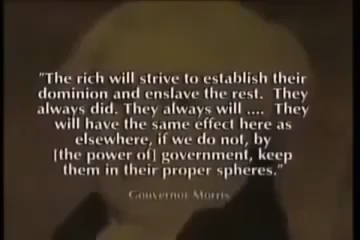 "The rich will strive to establish their
dominion and enslave the rest. They
always did. They always will .... They
will have the same effect here as
elsewhere, if we do not, by
[the power of] government, keep
them in their proper spheres."
Gouvernor Morris